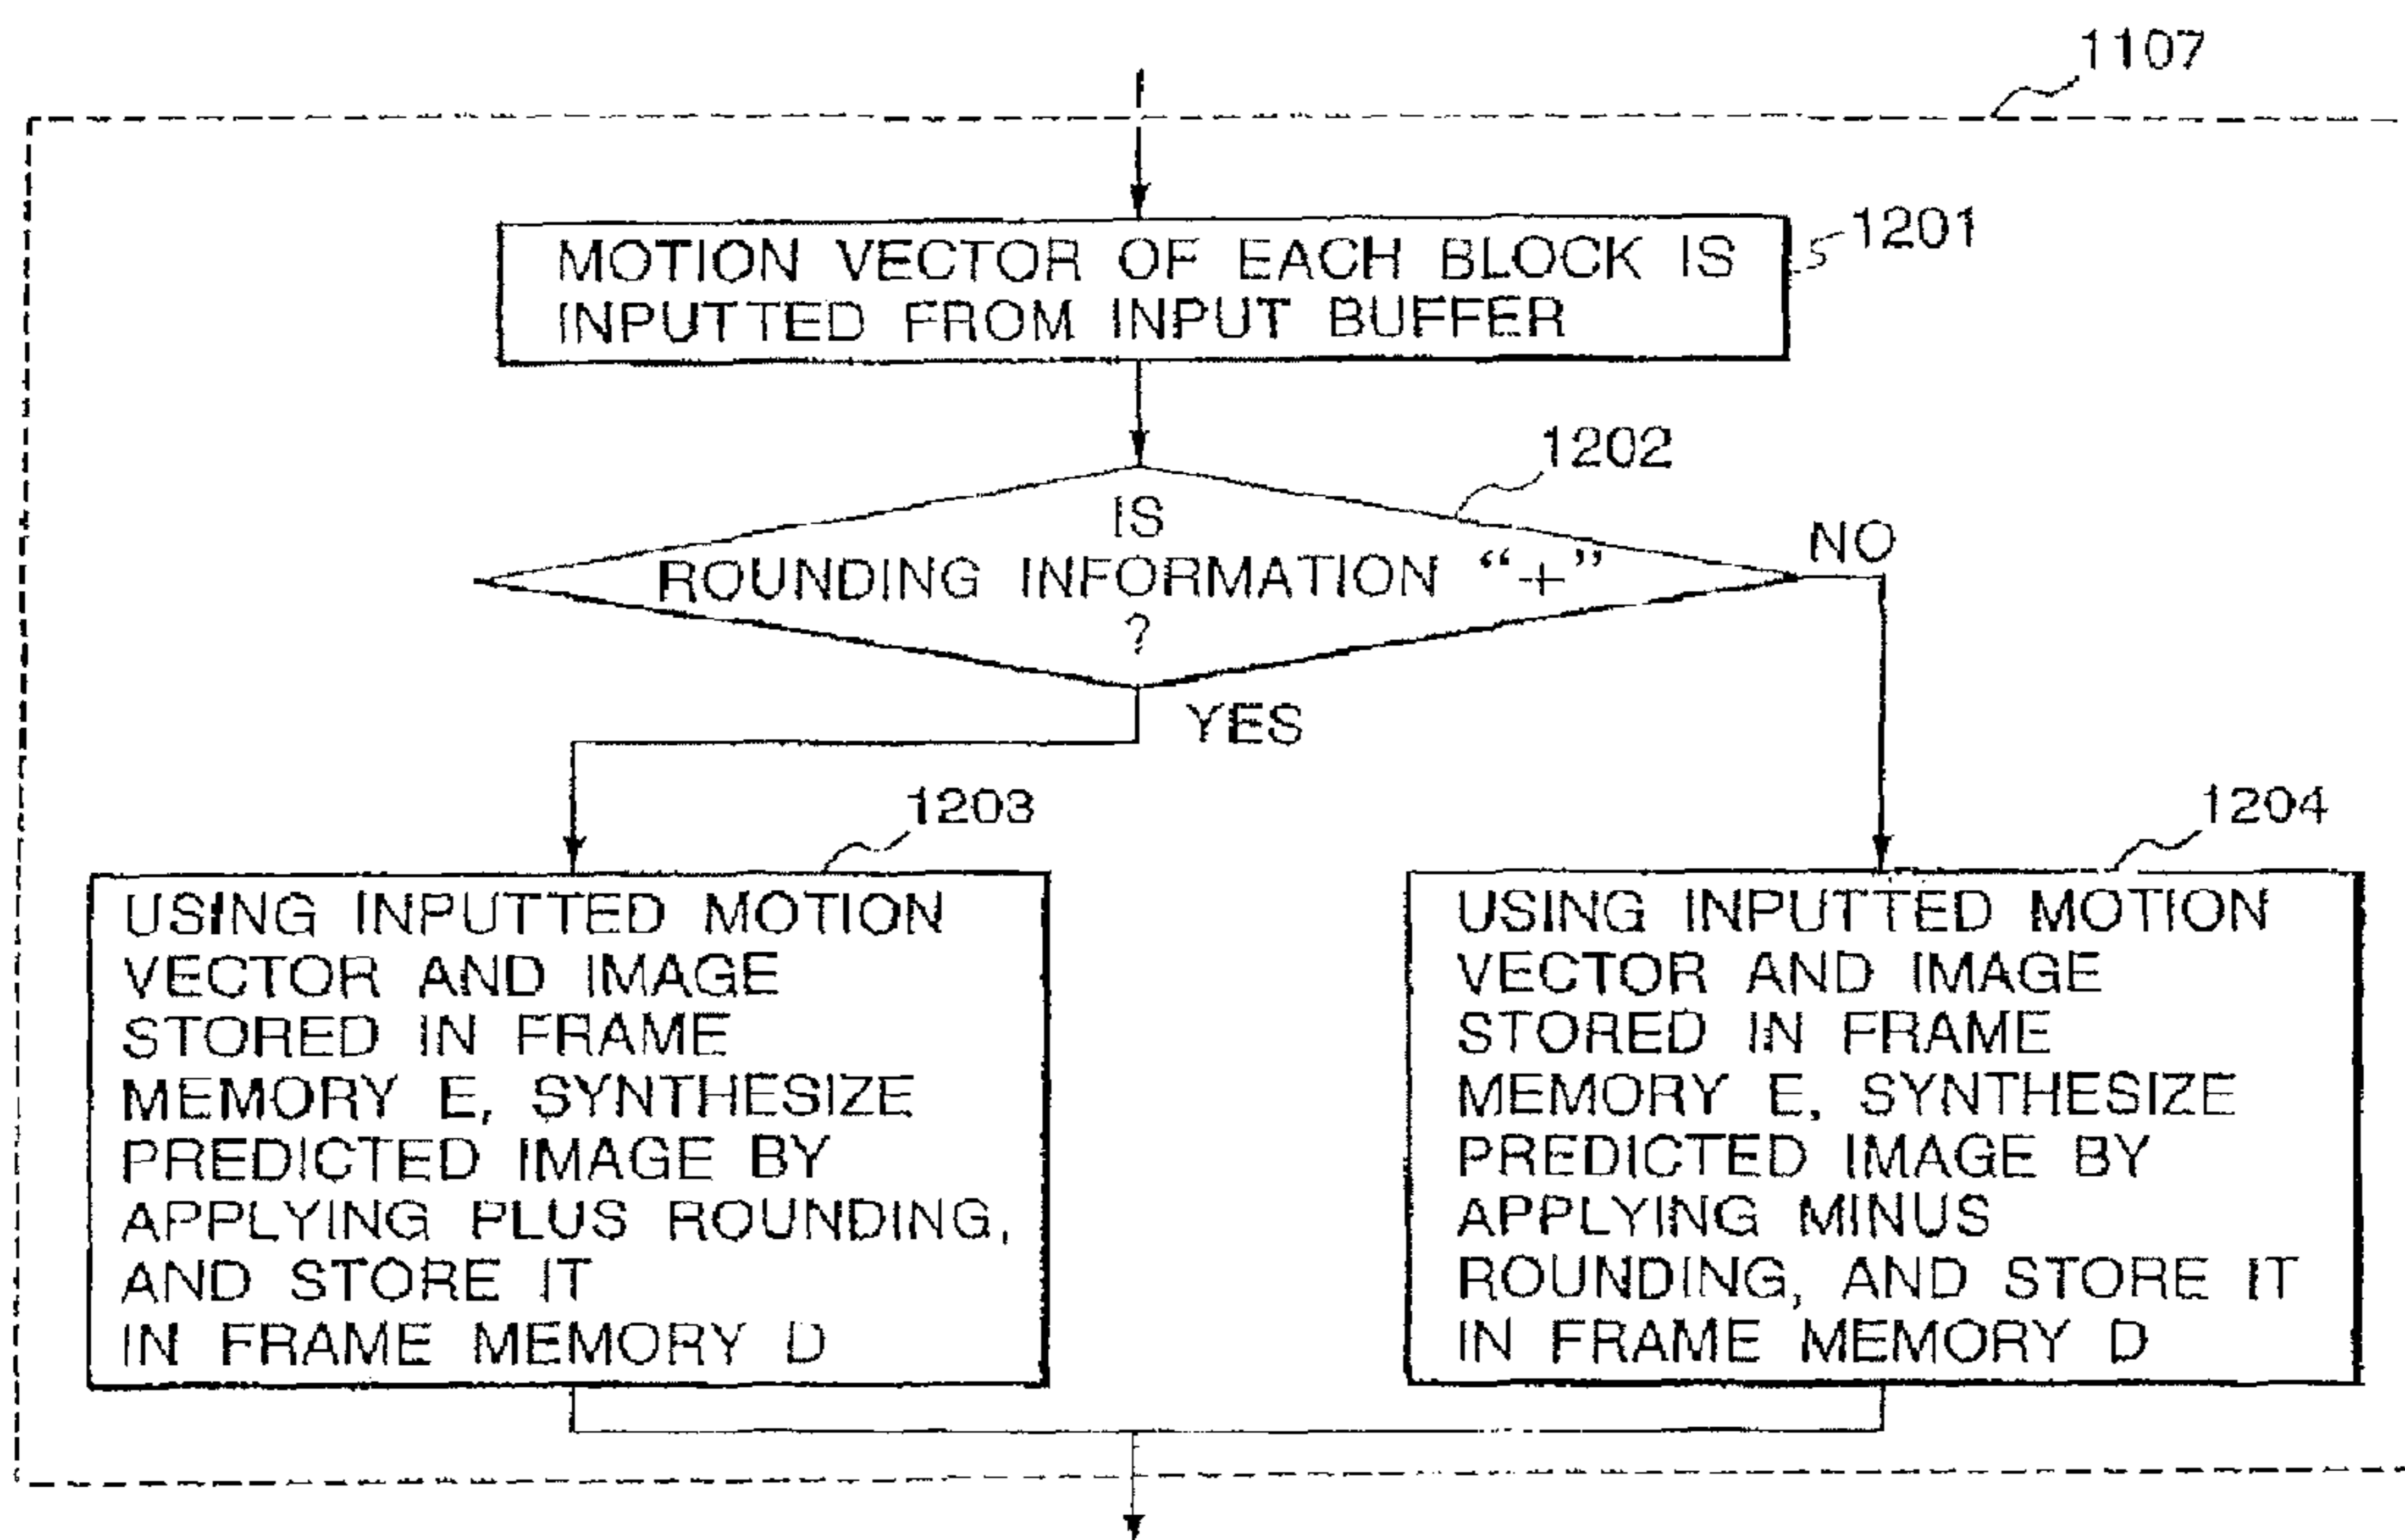 1107
MOTION VECTOR OF EACH BLOCK IS
INPUTTED FROM INPUT BUFFER
1201
1202
IS
ROUNDING INFORMATION “+”
?
NO
YES
1203
USING INPUTTED MOTION
VECTOR AND IMAGE
STORED IN FRAME
MEMORY E, SYNTHESIZE
PREDICTED IMAGE BY
APPLYING PLUS ROUNDING,
AND STORE IT
IN FRAME MEMORY D
1204
USING INPUTTED MOTION
VECTOR AND IMAGE
STORED IN FRAME
MEMORY E, SYNTHESIZE
PREDICTED IMAGE BY
APPLYING MINUS
ROUNDING, AND STORE IT
IN FRAME MEMORY D